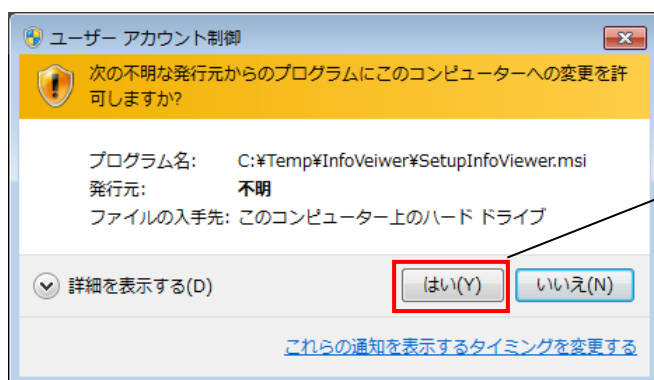 ユーザー アカウント制御
次の不明な発行元からのプログラムにこのコンピューターへの変更を許
可しますか?
プログラム名: C:¥Temp¥InfoVeiwer¥SetupInfoViewer.msi
発行元: 不明
ファイルの入手先: このコンピューター上のハード ドライブ
詳細を表示する(D) はい(Y) いいえ(N)
これらの通知を表示するタイミングを変更する